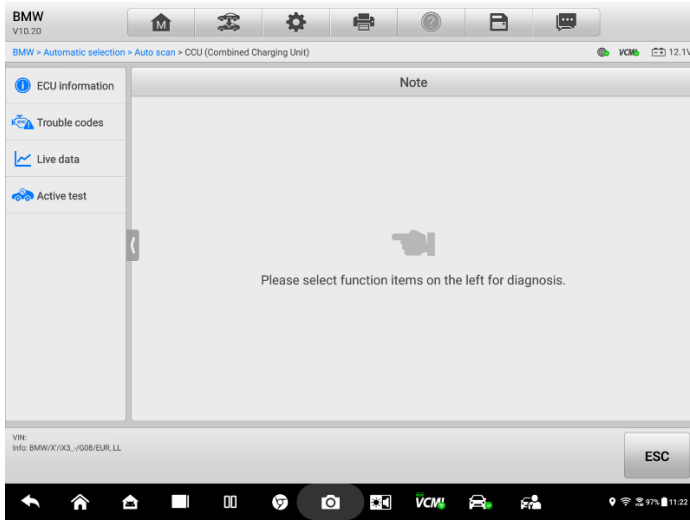 BMW
V10.20
M
?
BMW > Automatic selection > Auto scan > CCU (Combined Charging Unit)
VCMI
12.1V
ECU information
Note
Trouble codes
Live data
Active test
Please select function items on the left for diagnosis.
VIN:
Info: BMW/X'/iX3_-/G08/EUR_LL
ESC
VCMI
97%
11:22